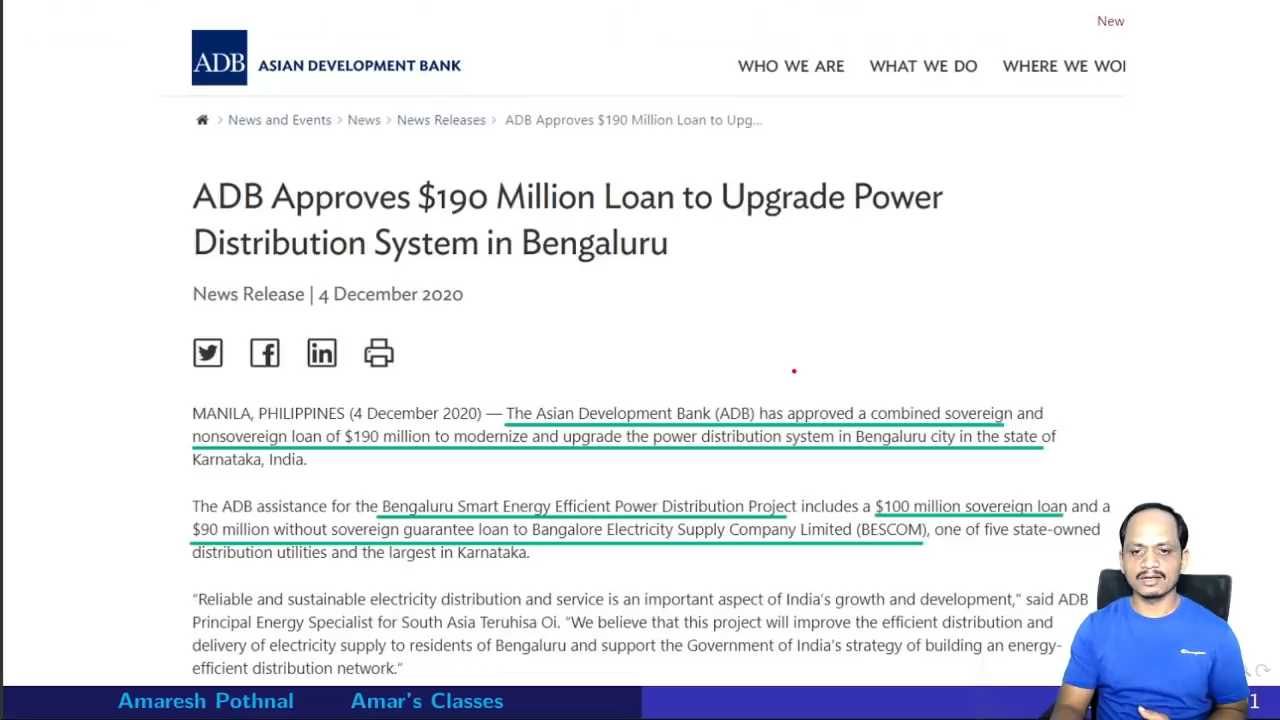 New
ADB ASIAN DEVELOPMENT BANK WHO WE ARE WHAT WE DO WHERE WE WO
News and Events > News > News Releases > ADB Approves $190 Million Loan to Upg...
ADB Approves $190 Million Loan to Upgrade Power
Distribution System in Bengaluru
News Release | 4 December 2020
MANILA, PHILIPPINES (4 December 2020) — The Asian Development Bank (ADB) has approved a combined sovereign and
nonsovereign loan of $190 million to modernize and upgrade the power distribution system in Bengaluru city in the state of
Karnataka, India.
The ADB assistance for the Bengaluru Smart Energy Efficient Power Distribution Project includes a $100 million sovereign loan and a
$90 million without sovereign guarantee loan to Bangalore Electricity Supply Company Limited (BESCOM), one of five state-owned
distribution utilities and the largest in Karnataka.
“Reliable and sustainable electricity distribution and service is an important aspect of India’s growth and development,” said ADB
Principal Energy Specialist for South Asia Teruhisa Oi. “We believe that this project will improve the efficient distribution and
delivery of electricity supply to residents of Bengaluru and support the Government of India’s strategy of building an energy-
efficient distribution network.“
Amaresh Pothnal Amar's Classes 1